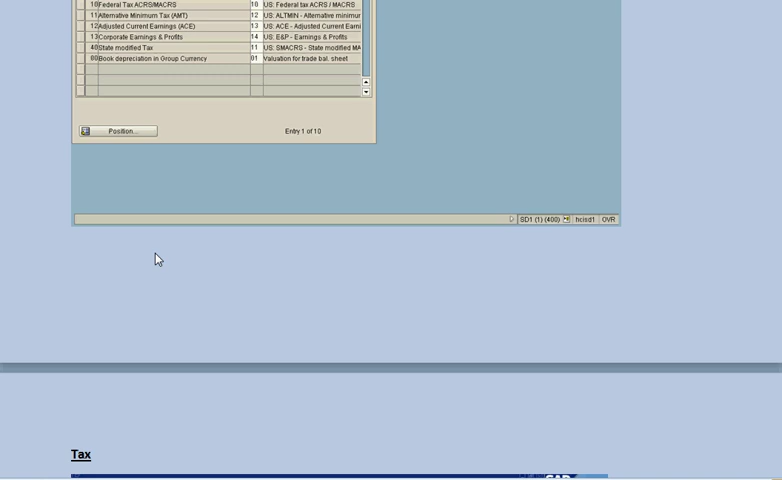 10 Federal Tax ACRS/MACRS 10 US: Federal tax ACRS / MACRS
11 Alternative Minimum Tax (AMT) 12 US: ALTMIN - Alternative minimur
12 Adjusted Current Earnings (ACE) 13 US: ACE - Adjusted Current Earni
13 Corporate Earnings & Profits 14 US: E&P - Earnings & Profits
40 State modified Tax 11 US: SMACRS - State modified MA
80 Book depreciation in Group Currency 01 Valuation for trade bal. sheet
Position... Entry 1 of 10
SD1 (1) (400) hcisd1 OVR
Tax
SAP